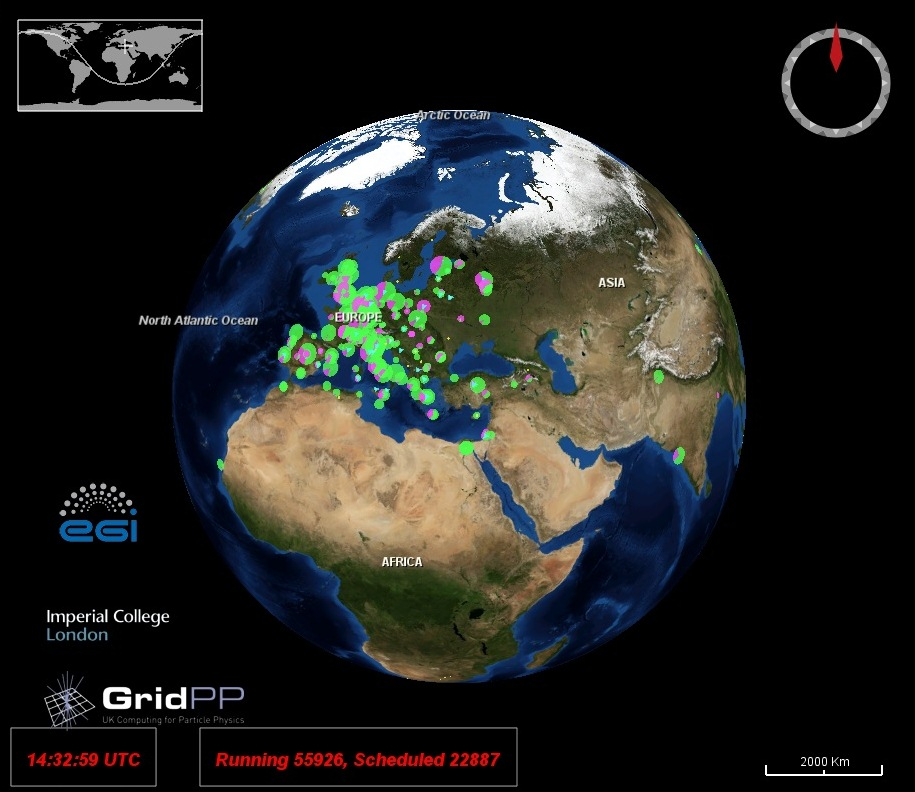 Arctic Ocean
ASIA
EUROPE
North Atlantic Ocean
egi
AFRICA
Imperial College
London
GridPP
UK Computing for Particle Physics
14:32:59 UTC
Running 55926, Scheduled 22887
2000 Km